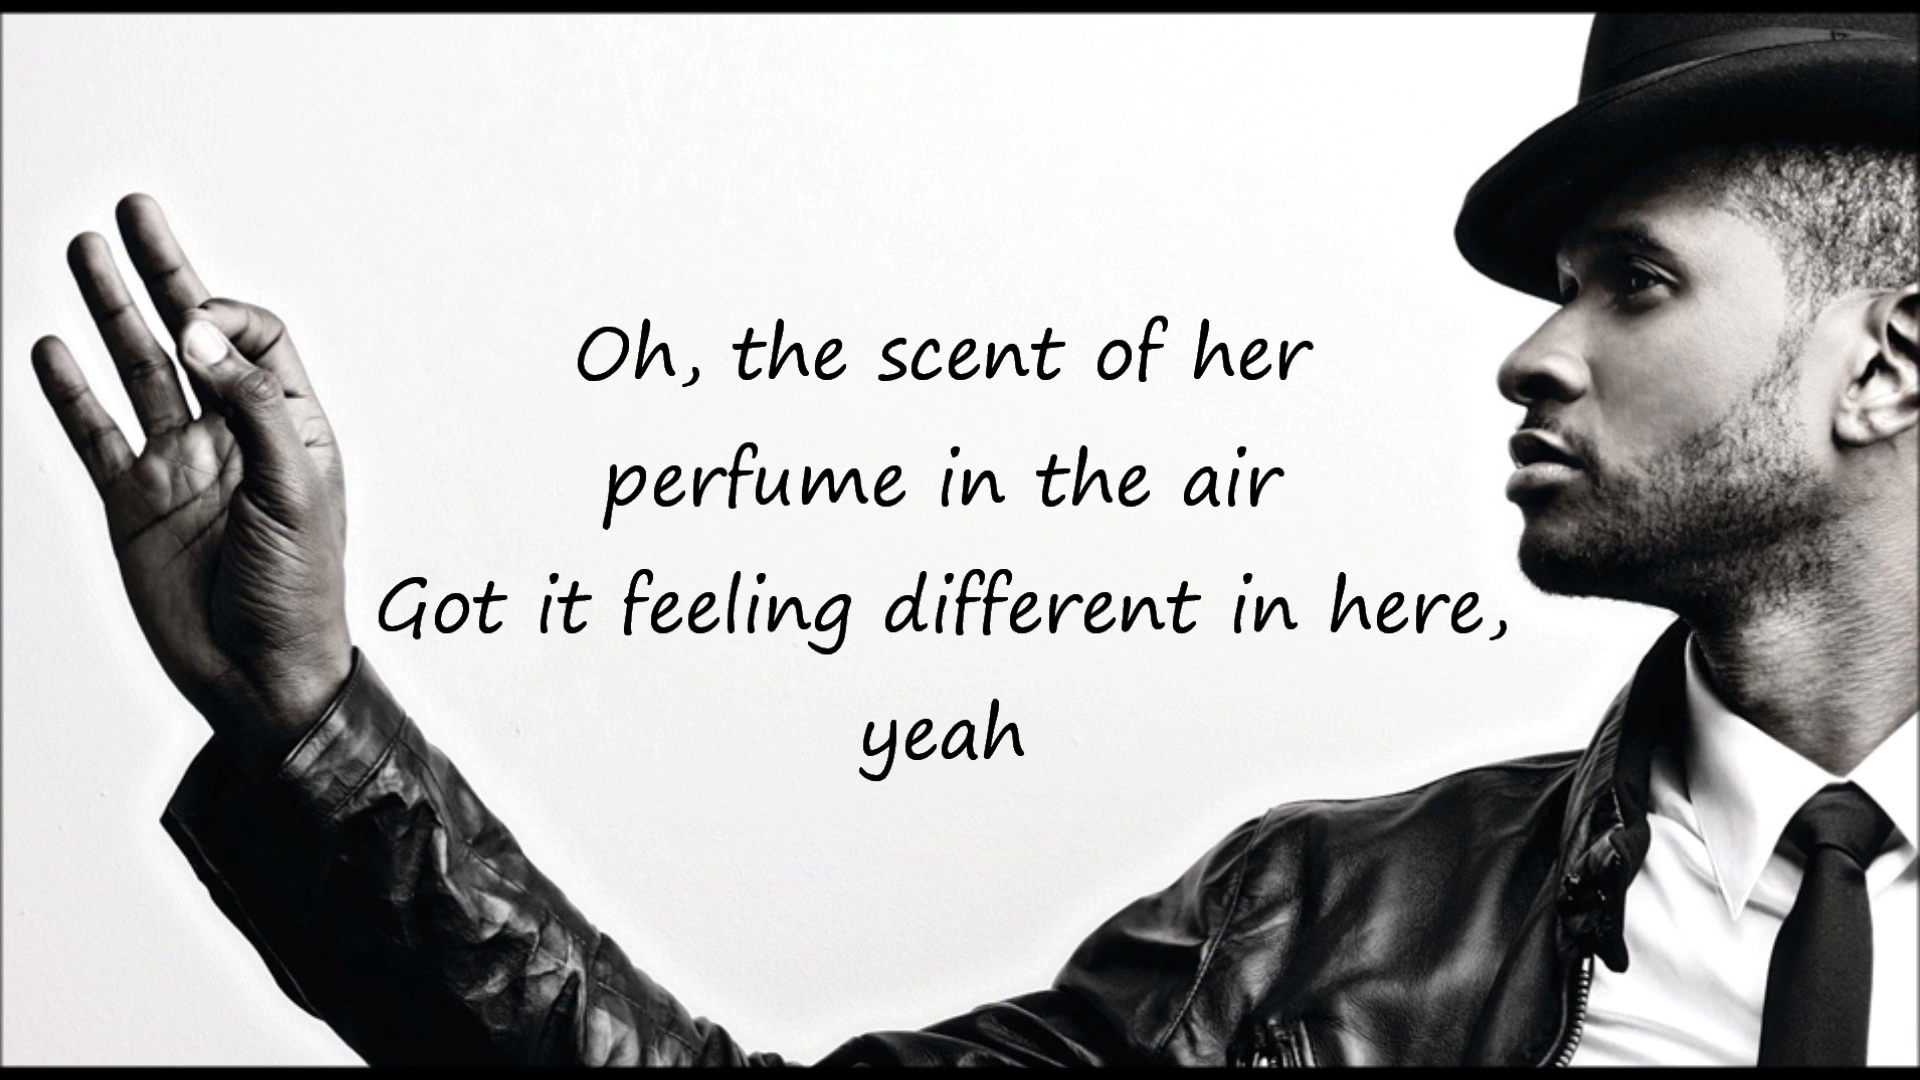 Oh, the scent of her
perfume in the air
Got it feeling different in here,
yeah